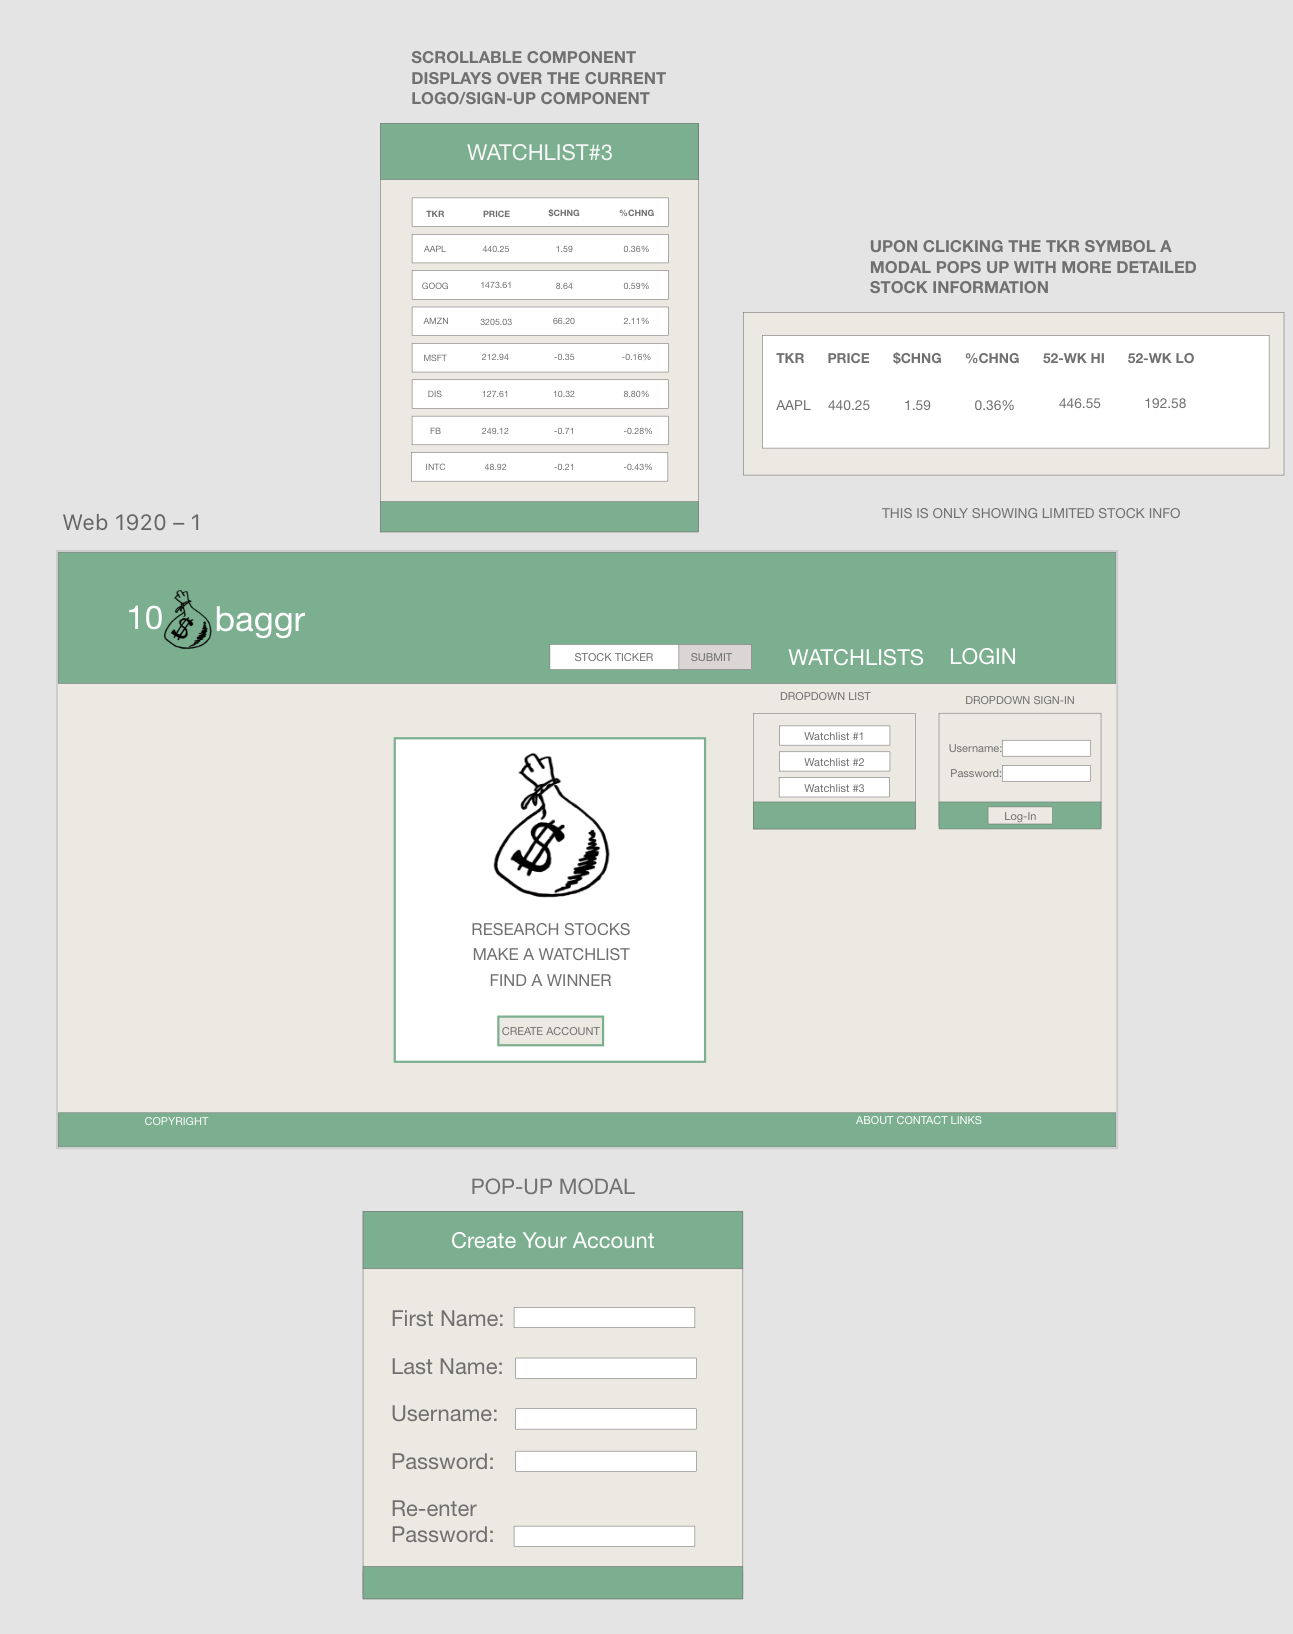 SCROLLABLE COMPONENT
DISPLAYS OVER THE CURRENT
LOGO/SIGN-UP COMPONENT
WATCHLIST#3
TKR PRICE $CHNG %CHNG
AAPL 440.25 1.59 0.36%
GOOG 1473.61 8.64 0.59%
AMZN 3205.03 66.20 2.11%
MSFT 212.94 -0.35 -0.16%
DIS 127.61 10.32 8.80%
FB 249.12 -0.71 -0.28%
INTC 48.92 -0.21 -0.43%
UPON CLICKING THE TKR SYMBOL A
MODAL POPS UP WITH MORE DETAILED
STOCK INFORMATION
TKR PRICE $CHNG %CHNG 52-WK HI 52-WK LO
AAPL 440.25 1.59 0.36% 446.55 192.58
THIS IS ONLY SHOWING LIMITED STOCK INFO
Web 1920 – 1
10 $ baggr
STOCK TICKER SUBMIT WATCHLISTS LOGIN
DROPDOWN LIST
Watchlist #1
Watchlist #2
Watchlist #3
DROPDOWN SIGN-IN
Username:
Password:
Log-In
$
RESEARCH STOCKS
MAKE A WATCHLIST
FIND A WINNER
CREATE ACCOUNT
COPYRIGHT ABOUT CONTACT LINKS
POP-UP MODAL
Create Your Account
First Name:
Last Name:
Username:
Password:
Re-enter
Password: